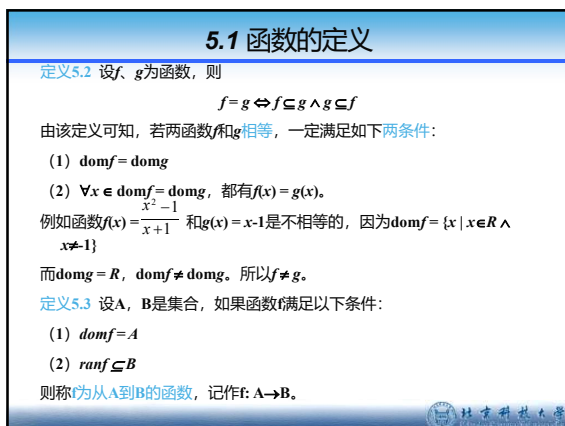 5.1 函数的定义
定义5.2 设f、g为函数，则
f = g ⇔ f ⊆ g ∧ g ⊆ f
由该定义可知，若两函数f和g相等，一定满足如下两条件：
（1）domf = domg
（2）∀x ∈ domf = domg，都有f(x) = g(x)。
例如函数f(x) = \frac{x^2 - 1}{x + 1} 和g(x) = x-1是不相等的，因为domf = {x | x∈R ∧
x≠-1}
而domg = R，domf ≠ domg。所以f ≠ g。
定义5.3 设A，B是集合，如果函数f满足以下条件：
（1）domf = A
（2）ranf ⊆ B
则称f为从A到B的函数，记作f: A→B。
北京科技大学